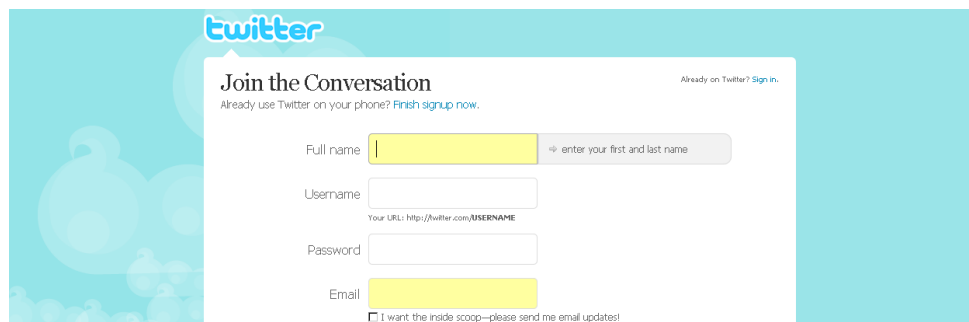 twitter
Join the Conversation
Already on Twitter? Sign in.
Already use Twitter on your phone? Finish signup now.
Full name
⇨ enter your first and last name
Username
Your URL: http://twitter.com/USERNAME
Password
Email
I want the inside scoop—please send me email updates!